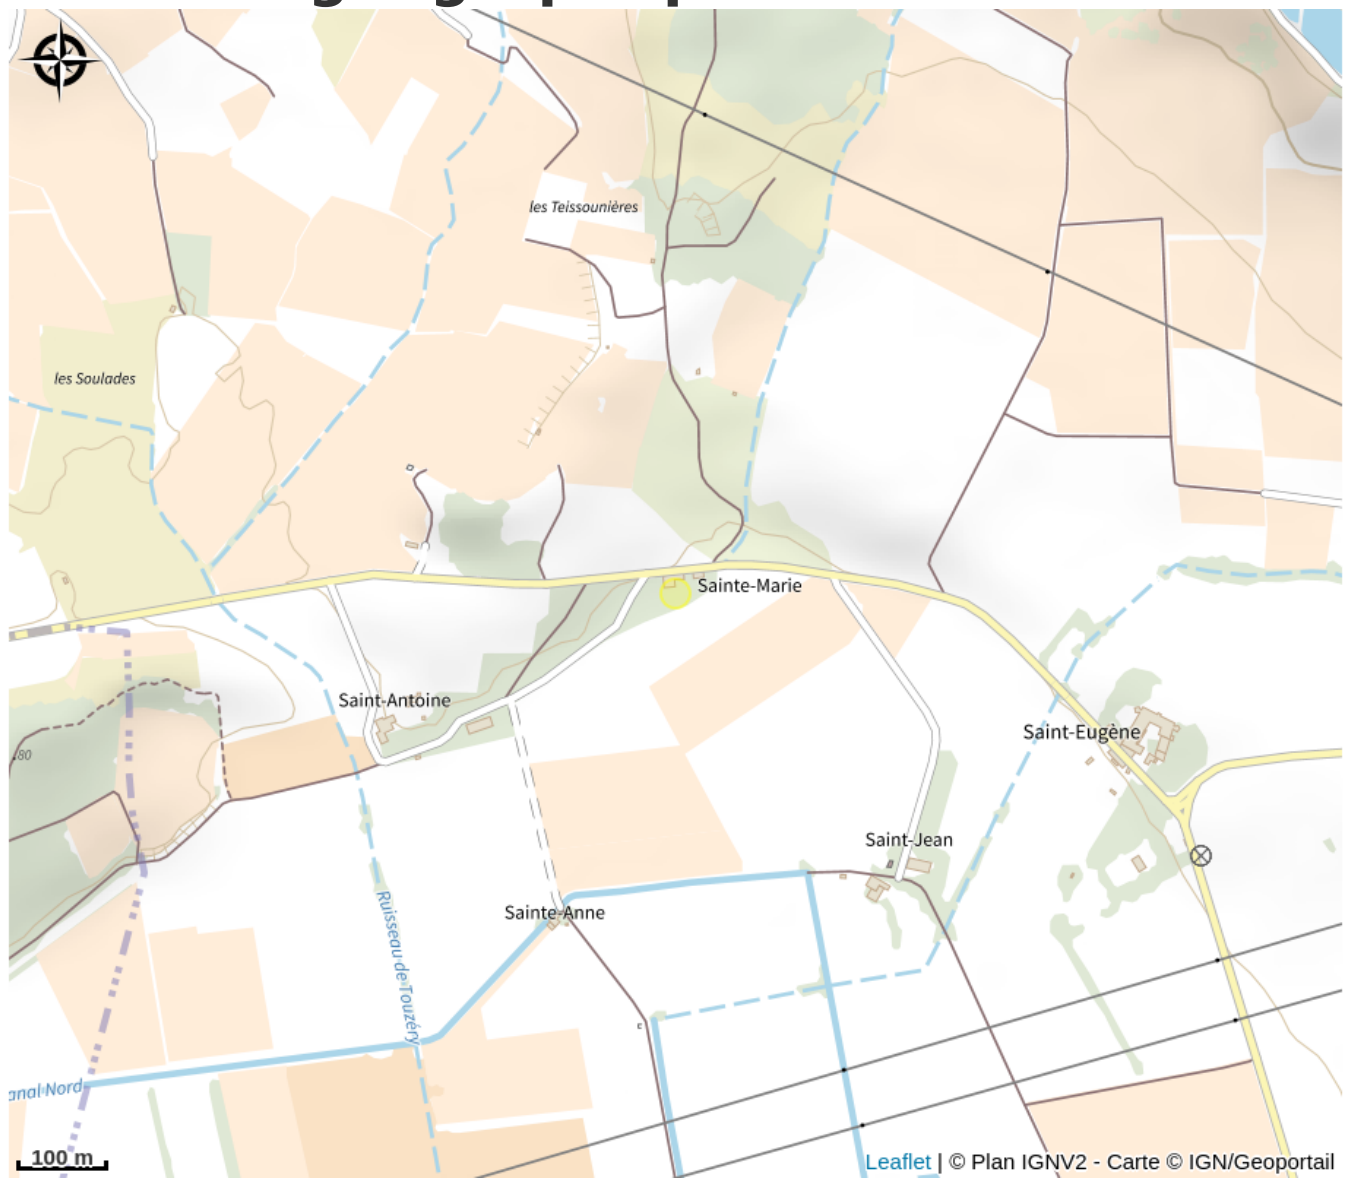 les Teissounières
les Soulades
Sainte-Marie
Saint-Antoine
Saint-Eugène
80
Saint-Jean
Sainte-Anne
Ruisseau de Touzéry
anal Nord
100 m
Leaflet | © Plan IGNV2 - Carte © IGN/Geoportail